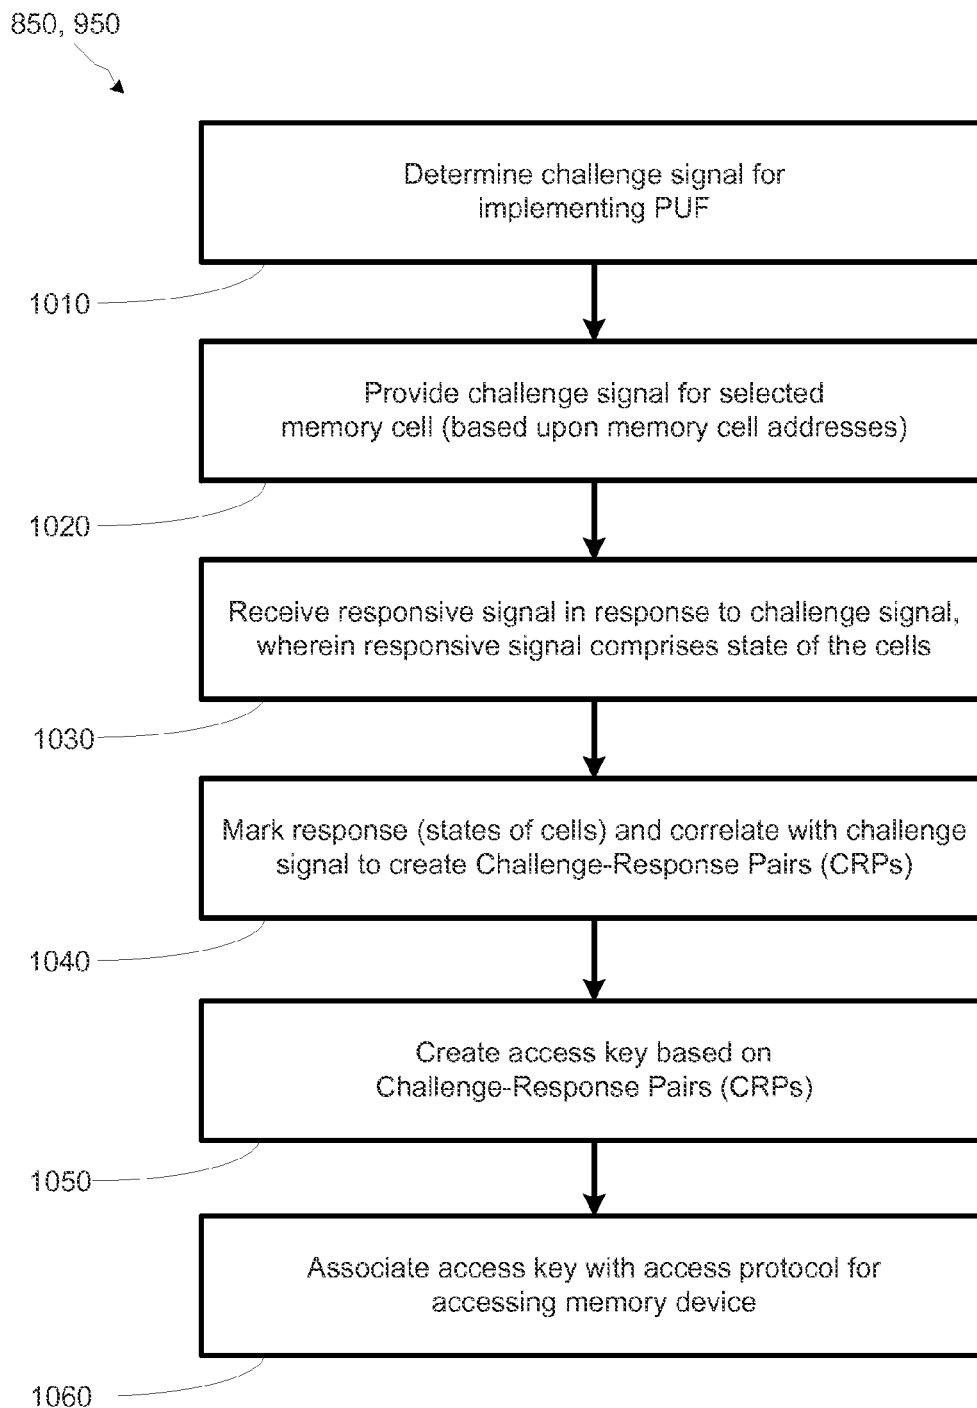 850, 950
Determine challenge signal for
implementing PUF
1010
Provide challenge signal for selected
memory cell (based upon memory cell addresses)
1020
Receive responsive signal in response to challenge signal,
wherein responsive signal comprises state of the cells
1030
Mark response (states of cells) and correlate with challenge
signal to create Challenge-Response Pairs (CRPs)
1040
Create access key based on
Challenge-Response Pairs (CRPs)
1050
Associate access key with access protocol for
accessing memory device
1060